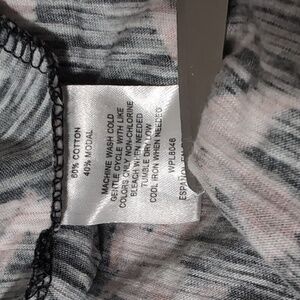 60% COTTON
40% MODAL
MACHINE WASH COLD
GENTLE CYCLE WITH LIKE
COLORS ONLY NON-CHLORINE
BLEACH WHEN NEEDED
TUMBLE DRY LOW
COOL IRON WHEN NEEDED
WPL8046